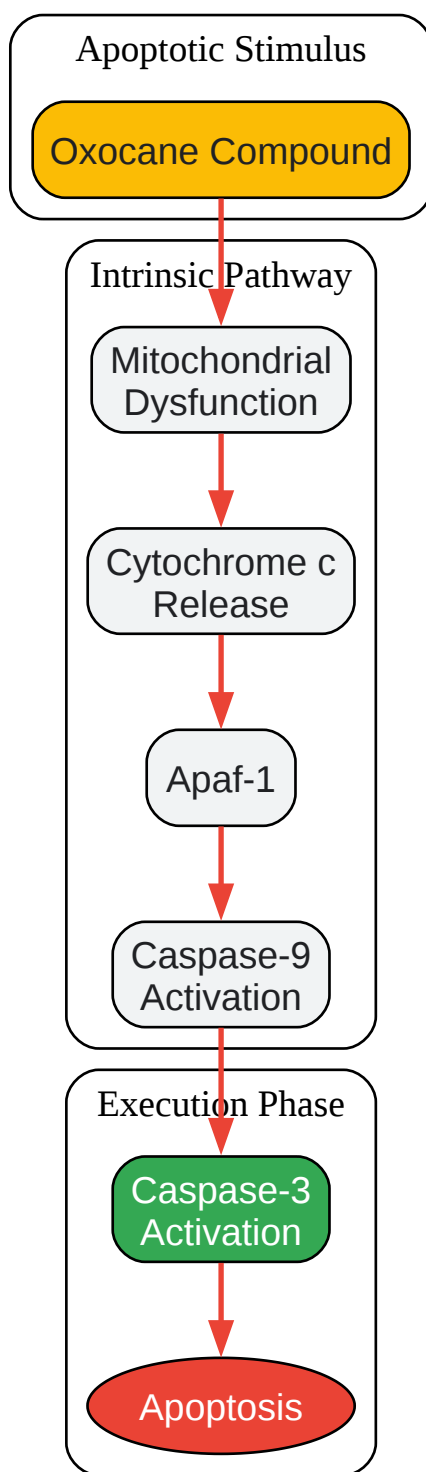 Apoptotic Stimulus
Oxocane Compound
Intrinsic Pathway
Mitochondrial
Dysfunction
Cytochrome c
Release
Apaf-1
Caspase-9
Activation
Execution Phase
Caspase-3
Activation
Apoptosis